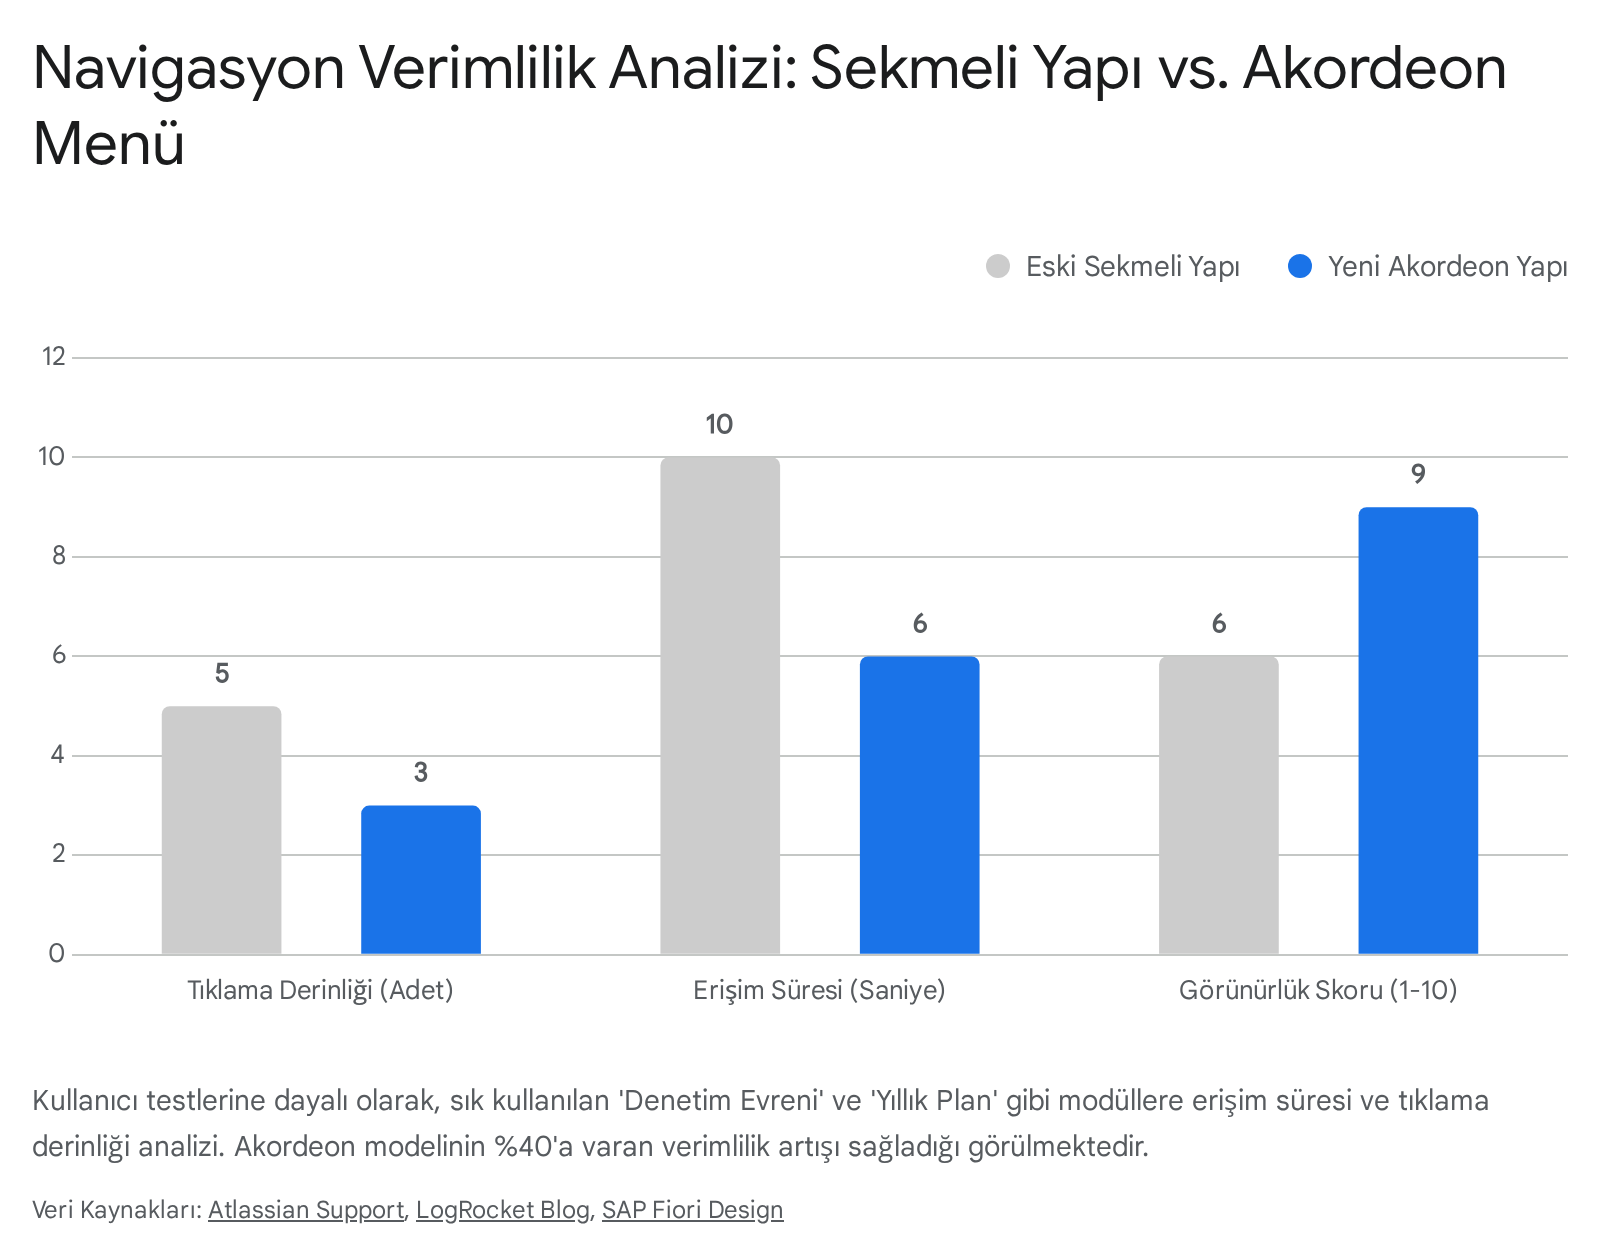 Navigasyon Verimlilik Analizi: Sekmeli Yapı vs. Akordeon
Menü
Eski Sekmeli Yapı
Yeni Akordeon Yapı
12
10
8
6
4
2
0
5
3
10
6
6
9
Tıklama Derinliği (Adet)
Erişim Süresi (Saniye)
Görünürlük Skoru (1-10)
Kullanıcı testlerine dayalı olarak, sık kullanılan 'Denetim Evreni' ve 'Yıllık Plan' gibi modüllere erişim süresi ve tıklama
derinliği analizi. Akordeon modelinin %40'a varan verimlilik artışı sağladığı görülmektedir.
Veri Kaynakları: Atlassian Support, LogRocket Blog, SAP Fiori Design